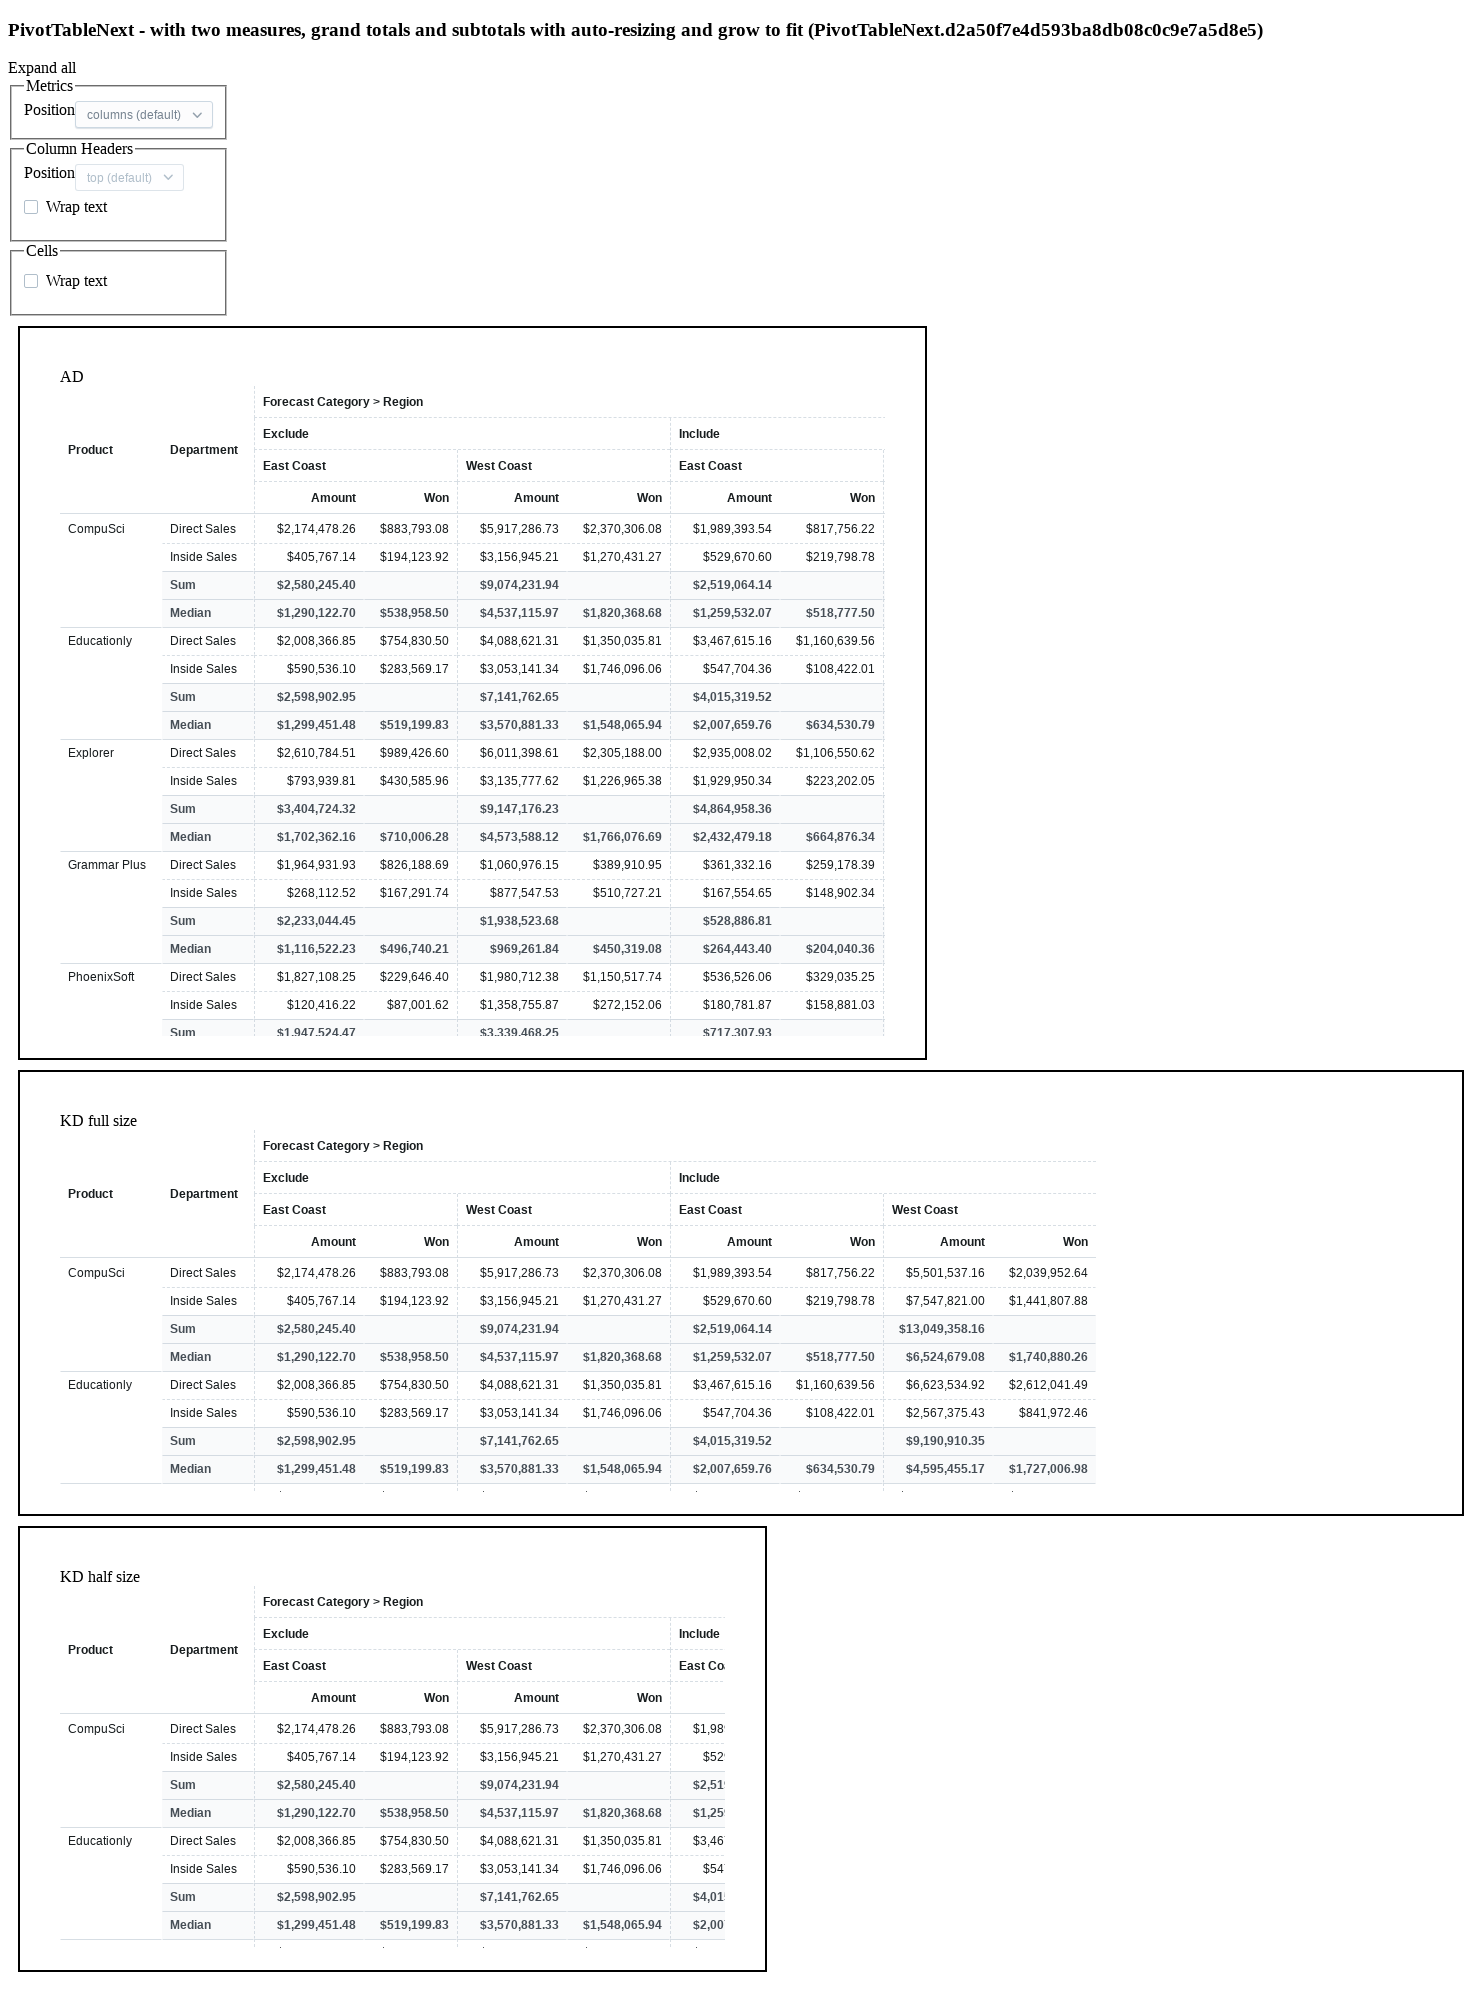 PivotTableNext - with two measures, grand totals and subtotals with auto-resizing and grow to fit (PivotTableNext.d2a50f7e4d593ba8db08c0c9e7a5d8e5)
Expand all
Metrics
Position columns (default)
Column Headers
Position top (default)
Wrap text
Cells
Wrap text
AD
Forecast Category > Region
Exclude Include
Product Department
East Coast West Coast East Coast
Amount Won Amount Won Amount Won
CompuSci Direct Sales $2,174,478.26 $883,793.08 $5,917,286.73 $2,370,306.08 $1,989,393.54 $817,756.22
Inside Sales $405,767.14 $194,123.92 $3,156,945.21 $1,270,431.27 $529,670.60 $219,798.78
Sum $2,580,245.40 $9,074,231.94 $2,519,064.14
Median $1,290,122.70 $538,958.50 $4,537,115.97 $1,820,368.68 $1,259,532.07 $518,777.50
Educationly Direct Sales $2,008,366.85 $754,830.50 $4,088,621.31 $1,350,035.81 $3,467,615.16 $1,160,639.56
Inside Sales $590,536.10 $283,569.17 $3,053,141.34 $1,746,096.06 $547,704.36 $108,422.01
Sum $2,598,902.95 $7,141,762.65 $4,015,319.52
Median $1,299,451.48 $519,199.83 $3,570,881.33 $1,548,065.94 $2,007,659.76 $634,530.79
Explorer Direct Sales $2,610,784.51 $989,426.60 $6,011,398.61 $2,305,188.00 $2,935,008.02 $1,106,550.62
Inside Sales $793,939.81 $430,585.96 $3,135,777.62 $1,226,965.38 $1,929,950.34 $223,202.05
Sum $3,404,724.32 $9,147,176.23 $4,864,958.36
Median $1,702,362.16 $710,006.28 $4,573,588.12 $1,766,076.69 $2,432,479.18 $664,876.34
Grammar Plus Direct Sales $1,964,931.93 $826,188.69 $1,060,976.15 $389,910.95 $361,332.16 $259,178.39
Inside Sales $268,112.52 $167,291.74 $877,547.53 $510,727.21 $167,554.65 $148,902.34
Sum $2,233,044.45 $1,938,523.68 $528,886.81
Median $1,116,522.23 $496,740.21 $969,261.84 $450,319.08 $264,443.40 $204,040.36
PhoenixSoft Direct Sales $1,827,108.25 $229,646.40 $1,980,712.38 $1,150,517.74 $536,526.06 $329,035.25
Inside Sales $120,416.22 $87,001.62 $1,358,755.87 $272,152.06 $180,781.87 $158,881.03
Sum $1,947,524.47 $3,339,468.25 $717,307.93
KD full size
Forecast Category > Region
Exclude Include
Product Department
East Coast West Coast East Coast West Coast
Amount Won Amount Won Amount Won Amount Won
CompuSci Direct Sales $2,174,478.26 $883,793.08 $5,917,286.73 $2,370,306.08 $1,989,393.54 $817,756.22 $5,501,537.16 $2,039,952.64
Inside Sales $405,767.14 $194,123.92 $3,156,945.21 $1,270,431.27 $529,670.60 $219,798.78 $7,547,821.00 $1,441,807.88
Sum $2,580,245.40 $9,074,231.94 $2,519,064.14 $13,049,358.16
Median $1,290,122.70 $538,958.50 $4,537,115.97 $1,820,368.68 $1,259,532.07 $518,777.50 $6,524,679.08 $1,740,880.26
Educationly Direct Sales $2,008,366.85 $754,830.50 $4,088,621.31 $1,350,035.81 $3,467,615.16 $1,160,639.56 $6,623,534.92 $2,612,041.49
Inside Sales $590,536.10 $283,569.17 $3,053,141.34 $1,746,096.06 $547,704.36 $108,422.01 $2,567,375.43 $841,972.46
Sum $2,598,902.95 $7,141,762.65 $4,015,319.52 $9,190,910.35
Median $1,299,451.48 $519,199.83 $3,570,881.33 $1,548,065.94 $2,007,659.76 $634,530.79 $4,595,455.17 $1,727,006.98
KD half size
Forecast Category > Region
Exclude Include
Product Department
East Coast West Coast East Co
Amount Won Amount Won
CompuSci Direct Sales $2,174,478.26 $883,793.08 $5,917,286.73 $2,370,306.08 $1,98
Inside Sales $405,767.14 $194,123.92 $3,156,945.21 $1,270,431.27 $52
Sum $2,580,245.40 $9,074,231.94 $2,51
Median $1,290,122.70 $538,958.50 $4,537,115.97 $1,820,368.68 $1,25
Educationly Direct Sales $2,008,366.85 $754,830.50 $4,088,621.31 $1,350,035.81 $3,46
Inside Sales $590,536.10 $283,569.17 $3,053,141.34 $1,746,096.06 $54
Sum $2,598,902.95 $7,141,762.65 $4,01
Median $1,299,451.48 $519,199.83 $3,570,881.33 $1,548,065.94 $2,00